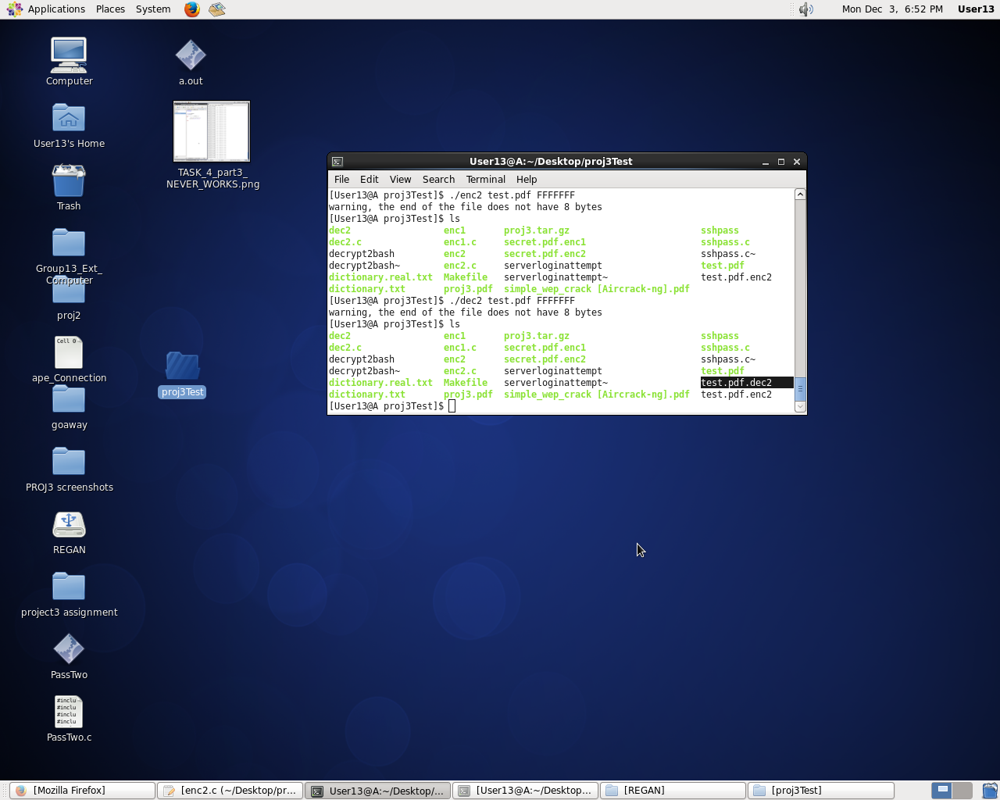 Applications Places System Mon Dec 3, 6:52 PM User13
Computer
a.out
User13's Home
TASK_4_part3_
NEVER_WORKS.png
Trash
Group13_Ext_
Computer
proj2
Cell 0
ape_Connection
proj3Test
goaway
PROJ3 screenshots
REGAN
project3 assignment
PassTwo
#inclu
#inclu
#inclu
#inclu
PassTwo.c
User13@A:~/Desktop/proj3Test
File Edit View Search Terminal Help
[User13@A proj3Test]$ ./enc2 test.pdf FFFFFFF
warning, the end of the file does not have 8 bytes
[User13@A proj3Test]$ ls
dec2 enc1 proj3.tar.gz sshpass
dec2.c enc1.c secret.pdf.enc1 sshpass.c
decrypt2bash enc2 secret.pdf.enc2 sshpass.c~
decrypt2bash~ enc2.c serverloginattempt test.pdf
dictionary.real.txt Makefile serverloginattempt~ test.pdf.enc2
dictionary.txt proj3.pdf simple_wep_crack [Aircrack-ng].pdf
[User13@A proj3Test]$ ./dec2 test.pdf FFFFFFF
warning, the end of the file does not have 8 bytes
[User13@A proj3Test]$ ls
dec2 enc1 proj3.tar.gz sshpass
dec2.c enc1.c secret.pdf.enc1 sshpass.c
decrypt2bash enc2 secret.pdf.enc2 sshpass.c~
decrypt2bash~ enc2.c serverloginattempt test.pdf
dictionary.real.txt Makefile serverloginattempt~ test.pdf.dec2
dictionary.txt proj3.pdf simple_wep_crack [Aircrack-ng].pdf test.pdf.enc2
[User13@A proj3Test]$
[Mozilla Firefox] [enc2.c (~/Desktop/pr... User13@A:~/Desktop/... [User13@A:~/Desktop... [REGAN] [proj3Test]